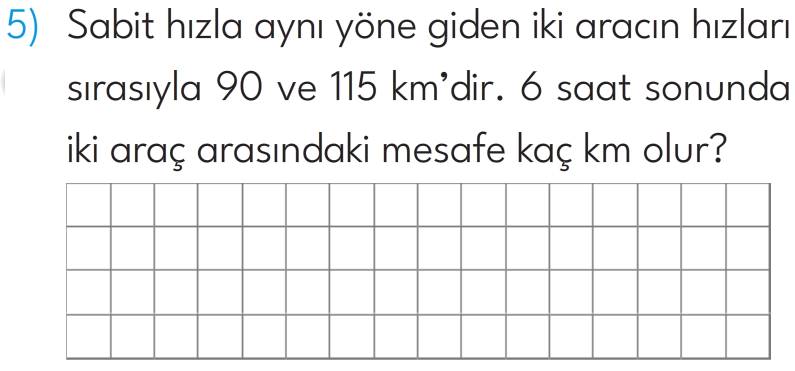 5) Sabit hızla aynı yöne giden iki aracın hızları
sırasıyla 90 ve 115 km’dir. 6 saat sonunda
iki araç arasındaki mesafe kaç km olur?